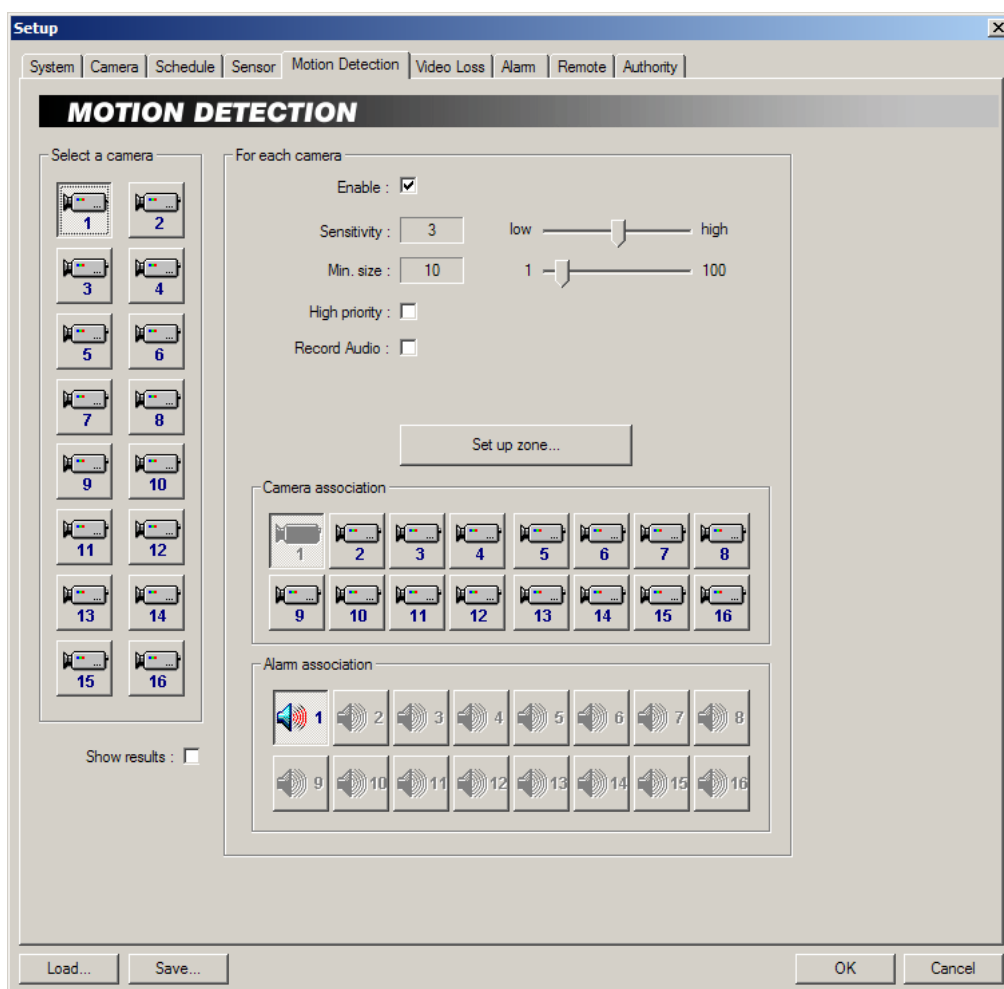 Setup
System Camera Schedule Sensor Motion Detection Video Loss Alarm Remote Authority
MOTION DETECTION
Select a camera
1 2
3 4
5 6
7 8
9 10
11 12
13 14
15 16
Show results :
For each camera
Enable :
Sensitivity : 3 low high
Min. size : 10 1 100
High priority :
Record Audio :
Set up zone...
Camera association
1 2 3 4 5 6 7 8
9 10 11 12 13 14 15 16
Alarm association
1 2 3 4 5 6 7 8
9 10 11 12 13 14 15 16
Load... Save... OK Cancel